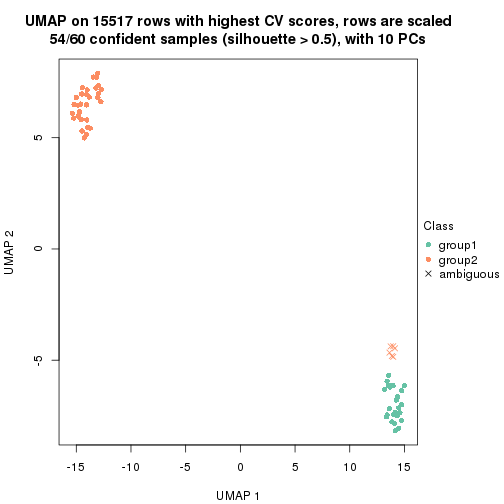 UMAP on 15517 rows with highest CV scores, rows are scaled
54/60 confident samples (silhouette > 0.5), with 10 PCs
5
0
-5
UMAP 2
Class
group1
group2
ambiguous
-15
-10
-5
0
5
10
15
UMAP 1